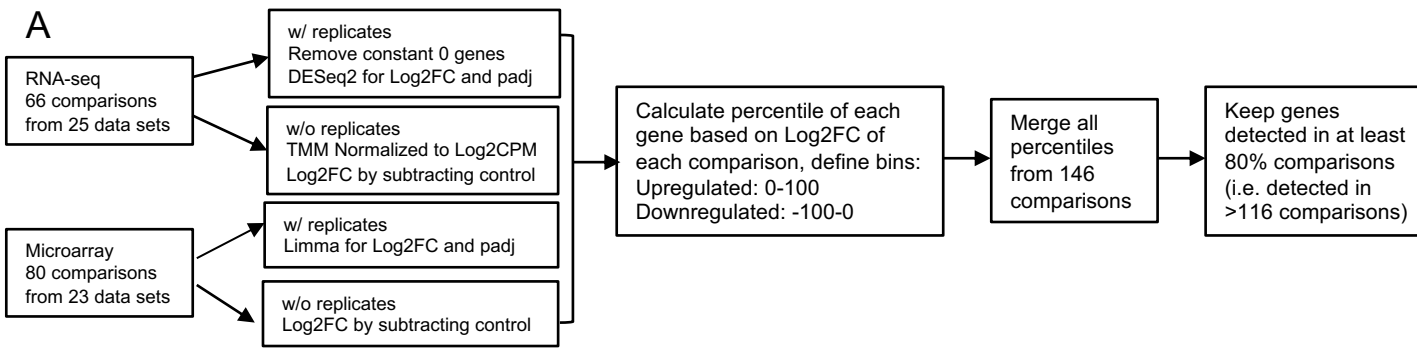 A
RNA-seq
66 comparisons
from 25 data sets
w/ replicates
Remove constant 0 genes
DESeq2 for Log2FC and padj
w/o replicates
TMM Normalized to Log2CPM
Log2FC by subtracting control
Microarray
80 comparisons
from 23 data sets
w/ replicates
Limma for Log2FC and padj
w/o replicates
Log2FC by subtracting control
Calculate percentile of each
gene based on Log2FC of
each comparison, define bins:
Upregulated: 0-100
Downregulated: -100-0
Merge all
percentiles
from 146
comparisons
Keep genes
detected in at least
80% comparisons
(i.e. detected in
>116 comparisons)